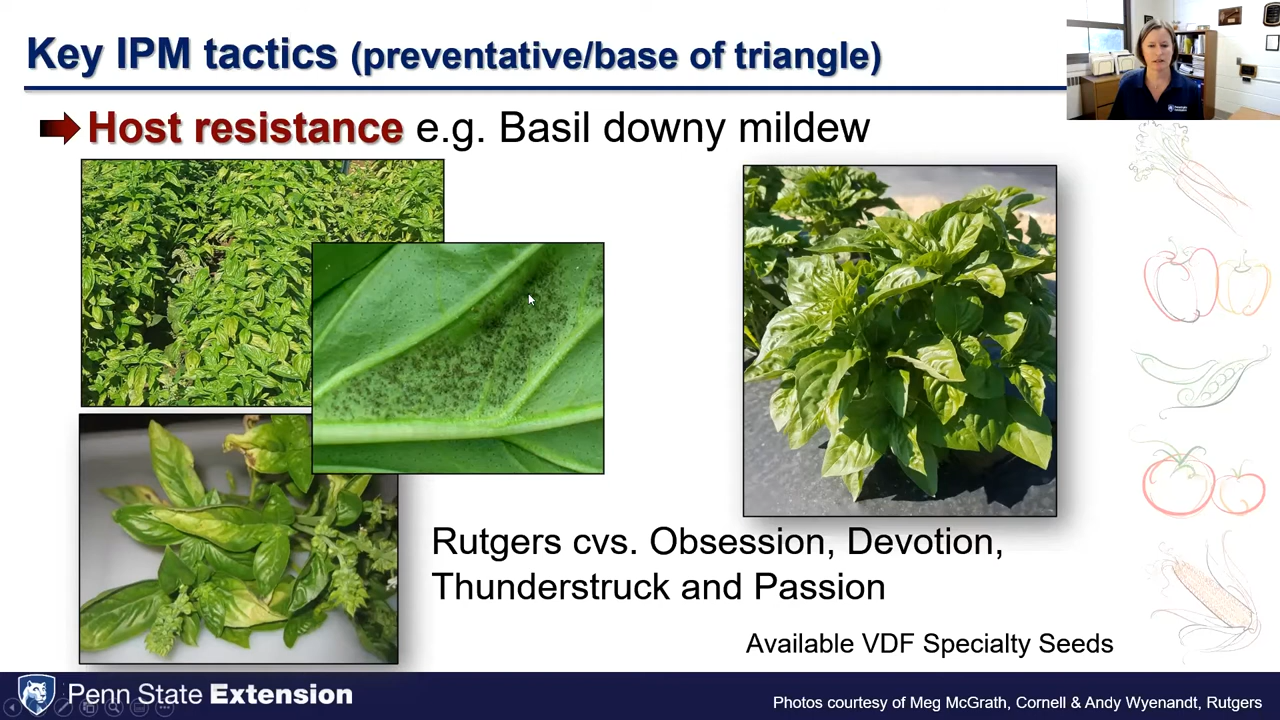 Key IPM tactics (preventative/base of triangle)
Host resistance e.g. Basil downy mildew
Rutgers cvs. Obsession, Devotion,
Thunderstruck and Passion
Available VDF Specialty Seeds
Penn State Extension
Photos courtesy of Meg McGrath, Cornell & Andy Wyenandt, Rutgers